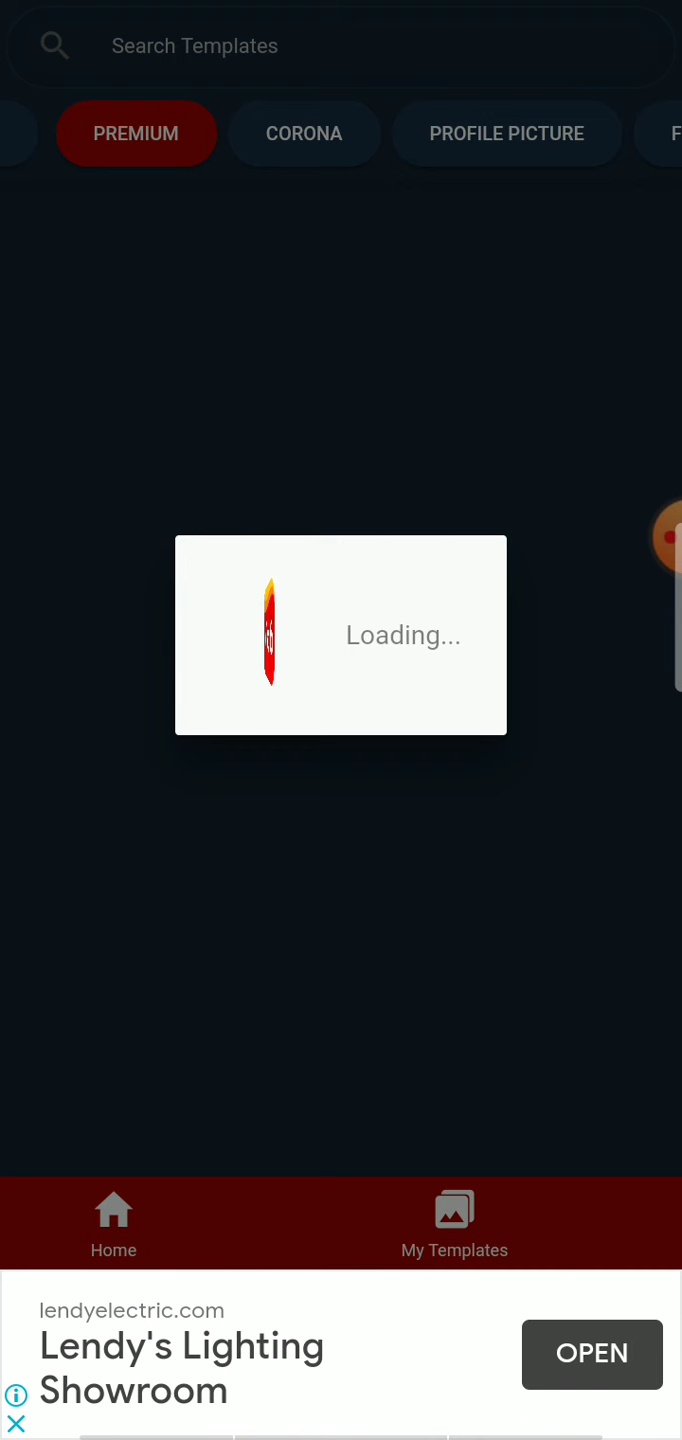 Search Templates
PREMIUM
CORONA
PROFILE PICTURE
F
Loading...
Home
My Templates
lendyelectric.com
Lendy's Lighting
Showroom
OPEN